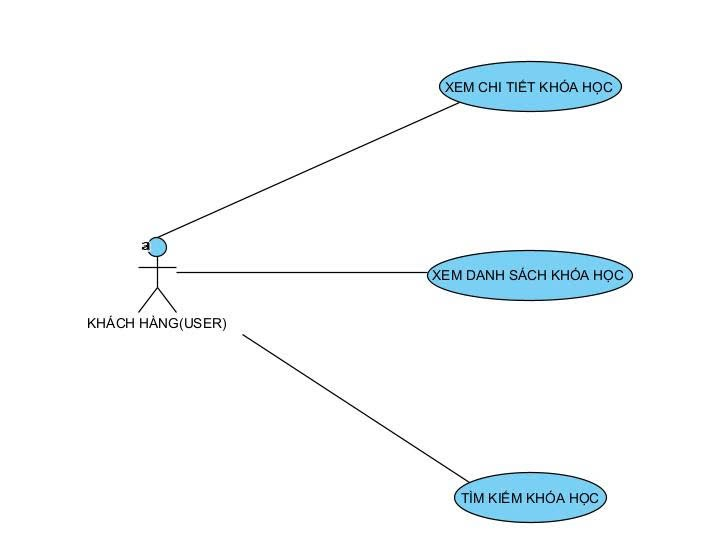 XEM CHI TIẾT KHÓA HỌC
a
XEM DANH SÁCH KHÓA HỌC
KHÁCH HÀNG(USER)
TÌM KIẾM KHÓA HỌC